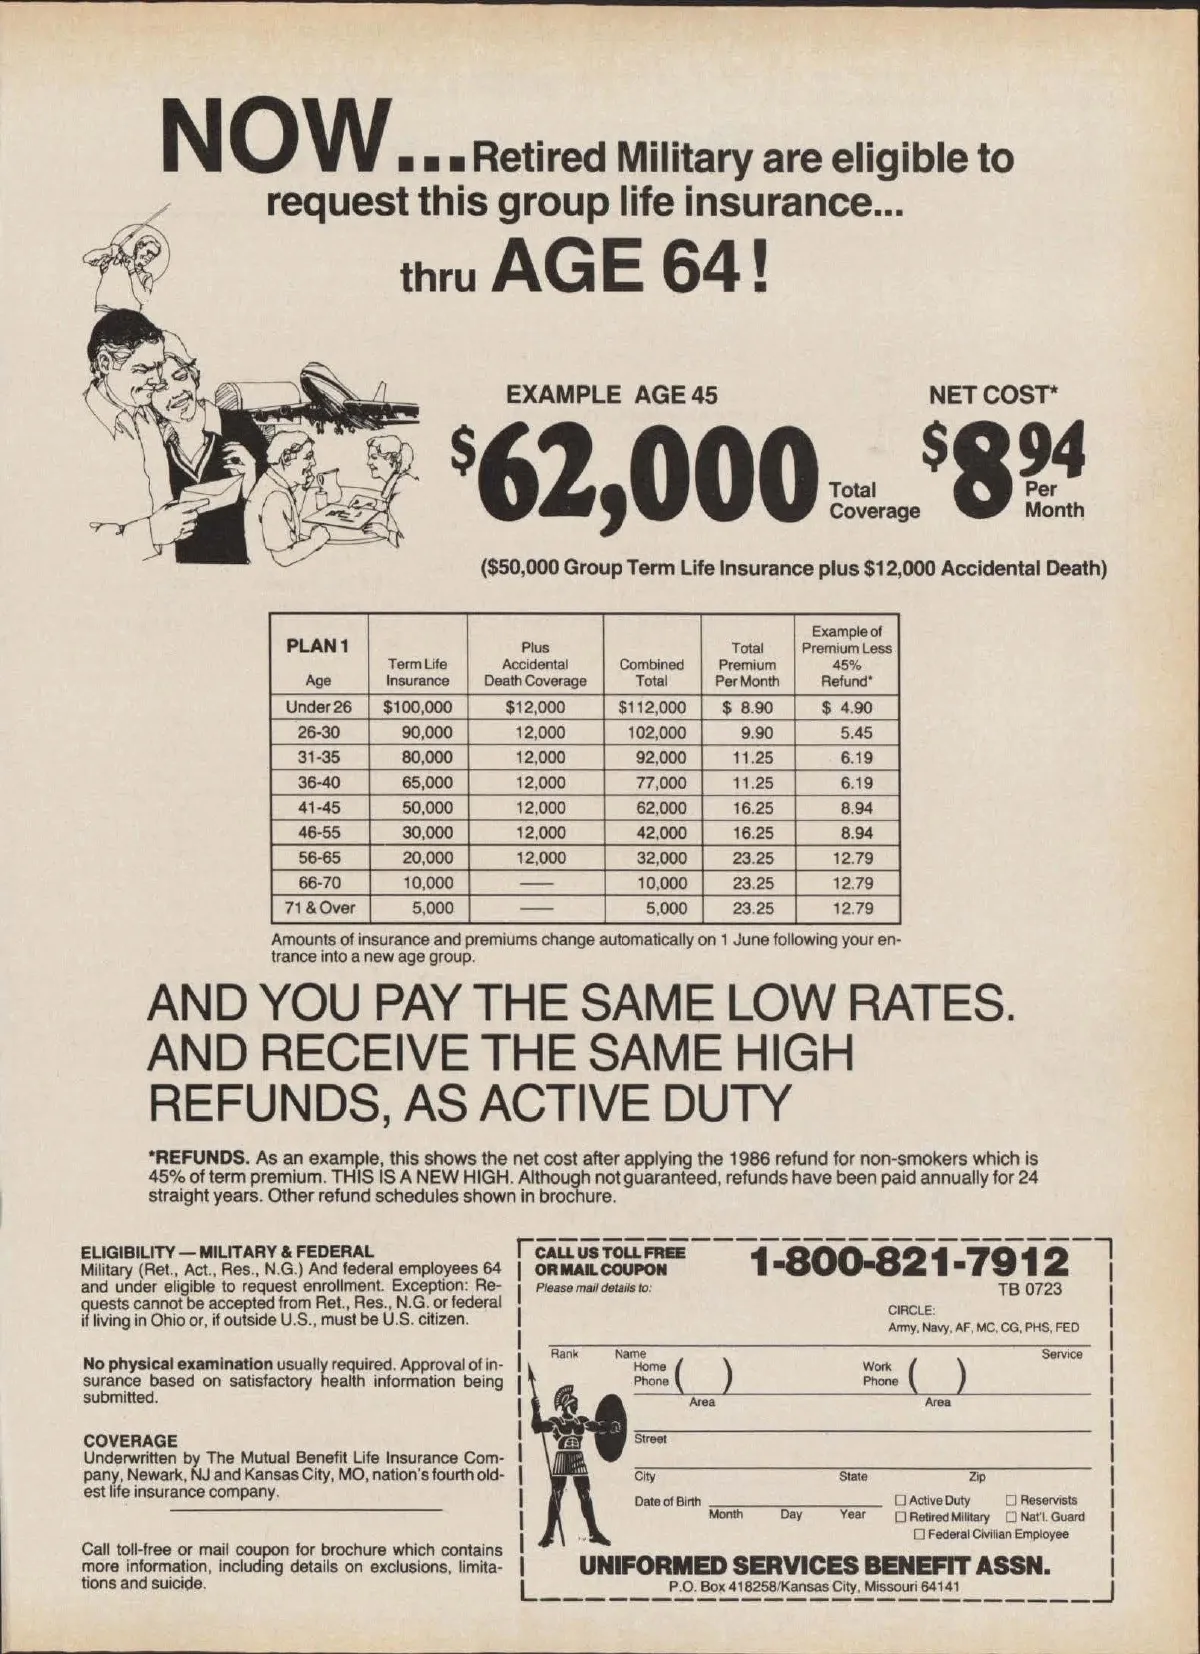 NOW...Retired Military are eligible to
request this group life insurance...
thru AGE 64!
EXAMPLE AGE 45
NET COST*
$62,000 Total Coverage $8 94 Per Month
($50,000 Group Term Life Insurance plus $12,000 Accidental Death)
PLAN 1 Age | Term Life Insurance | Plus Accidental Death Coverage | Combined Total | Total Premium Per Month | Example of Premium Less 45% Refund*
Under 26 $100,000 $12,000 $112,000 $ 8.90 $ 4.90
26-30 90,000 12,000 102,000 9.90 5.45
31-35 80,000 12,000 92,000 11.25 6.19
36-40 65,000 12,000 77,000 11.25 6.19
41-45 50,000 12,000 62,000 16.25 8.94
46-55 30,000 12,000 42,000 16.25 8.94
56-65 20,000 12,000 32,000 23.25 12.79
66-70 10,000 — 10,000 23.25 12.79
71 & Over 5,000 — 5,000 23.25 12.79
Amounts of insurance and premiums change automatically on 1 June following your en-
trance into a new age group.
AND YOU PAY THE SAME LOW RATES.
AND RECEIVE THE SAME HIGH
REFUNDS, AS ACTIVE DUTY
*REFUNDS. As an example, this shows the net cost after applying the 1986 refund for non-smokers which is
45% of term premium. THIS IS A NEW HIGH. Although not guaranteed, refunds have been paid annually for 24
straight years. Other refund schedules shown in brochure.
ELIGIBILITY — MILITARY & FEDERAL
Military (Ret., Act., Res., N.G.) And federal employees 64
and under eligible to request enrollment. Exception: Re-
quests cannot be accepted from Ret., Res., N.G. or federal
if living in Ohio or, if outside U.S., must be U.S. citizen.
No physical examination usually required. Approval of in-
surance based on satisfactory health information being
submitted.
COVERAGE
Underwritten by The Mutual Benefit Life Insurance Com-
pany, Newark, NJ and Kansas City, MO, nation's fourth old-
est life insurance company.
Call toll-free or mail coupon for brochure which contains
more information, including details on exclusions, limita-
tions and suicide.
CALL US TOLL FREE
OR MAIL COUPON
1-800-821-7912
Please mail details to:
TB 0723
CIRCLE:
Army, Navy, AF, MC, CG, PHS, FED
Rank Name Service
Home Phone ( ) Work Phone ( )
Area Area
Street
City State Zip
Date of Birth
Month Day Year
Active Duty Reservists
Retired Military Nat'l. Guard
Federal Civilian Employee
UNIFORMED SERVICES BENEFIT ASSN.
P.O. Box 418258/Kansas City, Missouri 64141